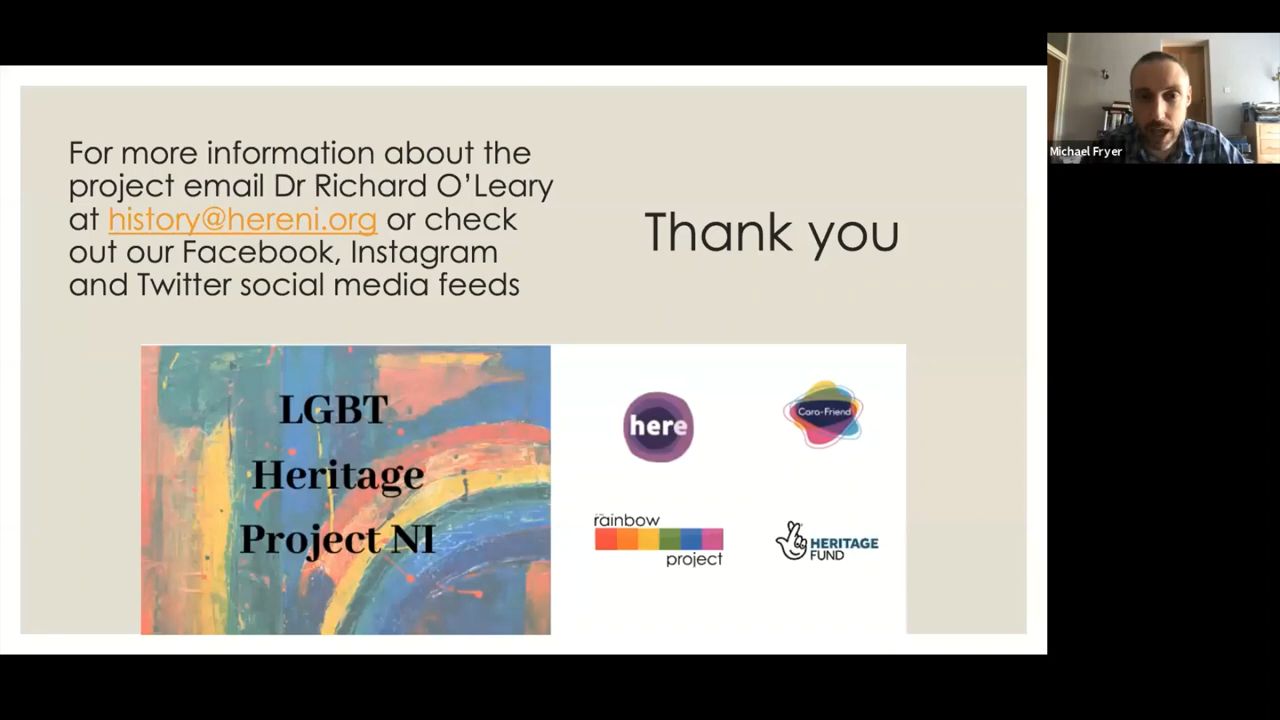 For more information about the
project email Dr Richard O’Leary
at history@hereni.org or check
out our Facebook, Instagram
and Twitter social media feeds
Thank you
LGBT
Heritage
Project NI
here
Cara-Friend
rainbow
project
HERITAGE
FUND
Michael Fryer